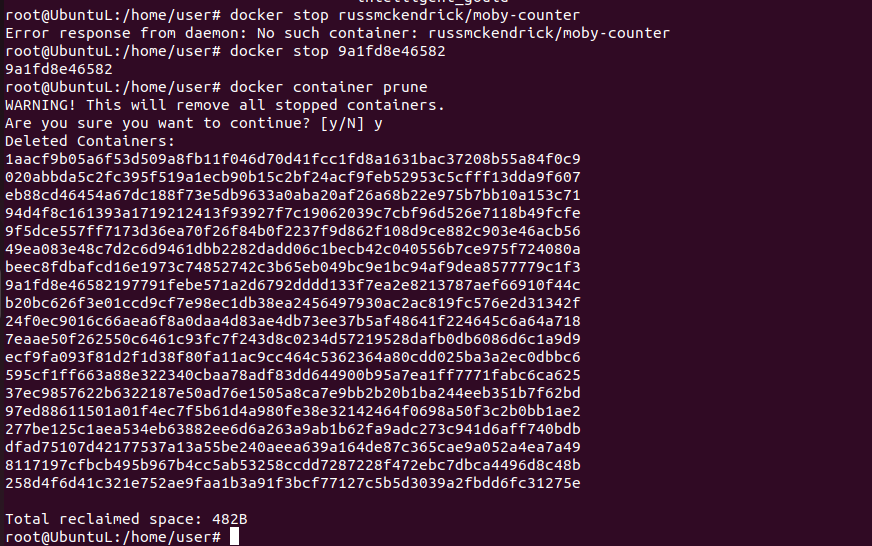 root@UbuntuL:/home/user# docker stop russmckendrick/moby-counter
Error response from daemon: No such container: russmckendrick/moby-counter
root@UbuntuL:/home/user# docker stop 9a1fd8e46582
9a1fd8e46582
root@UbuntuL:/home/user# docker container prune
WARNING! This will remove all stopped containers.
Are you sure you want to continue? [y/N] y
Deleted Containers:
1aacf9b05a6f53d509a8fb11f046d70d41fcc1fd8a1631bac37208b55a84f0c9
020abbda5c2fc395f519a1ecb90b15c2bf24acf9feb52953c5cfff13dda9f607
eb88cd46454a67dc188f73e5db9633a0aba20af26a68b22e975b7bb10a153c71
94d4f8c161393a1719212413f93927f7c19062039c7cbf96d526e7118b49fcfe
9f5dce557ff7173d36ea70f26f84b0f2237f9d862f108d9ce882c903e46acb56
49ea083e48c7d2c6d9461dbb2282dadd06c1becb42c040556b7ce975f724080a
beec8fdbafcd16e1973c74852742c3b65eb049bc9e1bc94af9dea8577779c1f3
9a1fd8e46582197791febe571a2d6792dddd133f7ea2e8213787aef66910f44c
b20bc626f3e01ccd9cf7e98ec1db38ea2456497930ac2ac819fc576e2d31342f
24f0ec9016c66aea6f8a0daa4d83ae4db73ee37b5af48641f224645c6a64a718
7eaae50f262550c6461c93fc7f243d8c0234d57219528dafb0db6086d6c1a9d9
ecf9fa093f81d2f1d38f80fa11ac9cc464c5362364a80cdd025ba3a2ec0dbbc6
595cf1ff663a88e322340cbaa78adf83dd644900b95a7ea1ff7771fabc6ca625
37ec9857622b6322187e50ad76e1505a8ca7e9bb2b20b1ba244eeb351b7f62bd
97ed88611501a01f4ec7f5b61d4a980fe38e32142464f0698a50f3c2b0bb1ae2
277be125c1aea534eb63882ee6d6a263a9ab1b62fa9adc273c941d6aff740bdb
dfad75107d42177537a13a55be240aeea639a164de87c365cae9a052a4ea7a49
8117197cfbcb495b967b4cc5ab53258ccdd7287228f472ebc7dbca4496d8c48b
258d4f6d41c321e752ae9faa1b3a91f3bcf77127c5b5d3039a2fbdd6fc31275e
Total reclaimed space: 482B
root@UbuntuL:/home/user#